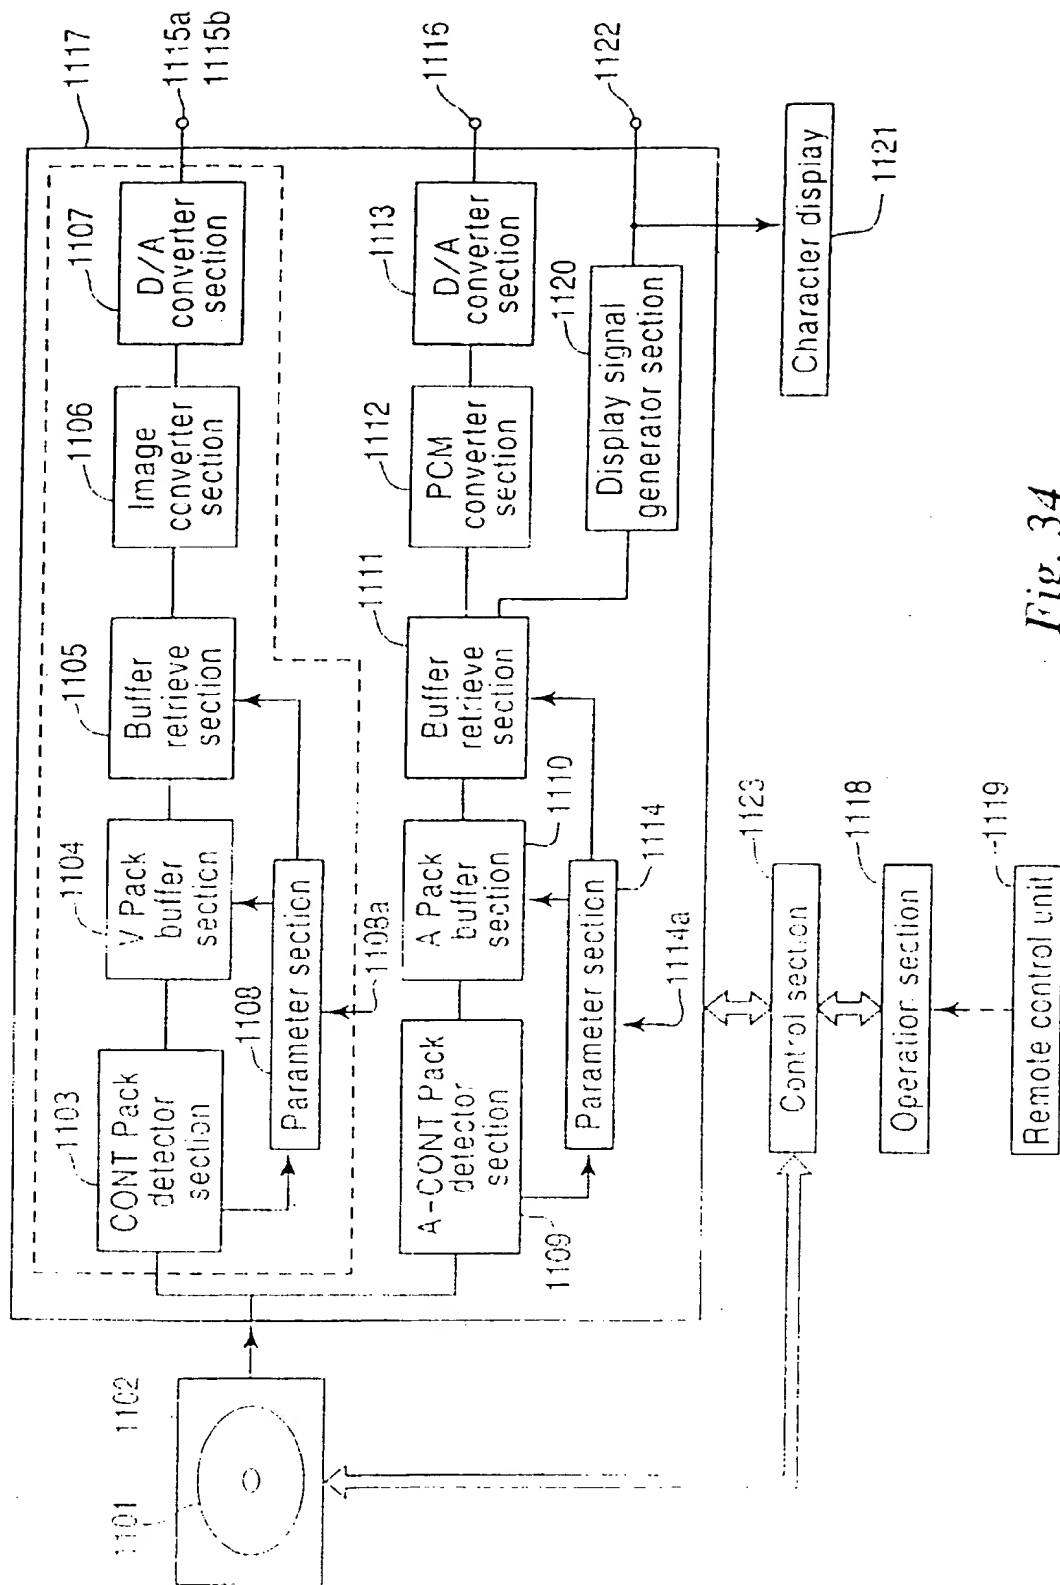 1117
1115a
1115b
1107
D/A
converter
section
1106
Image
converter
section
1105
Buffer
retrieve
section
1104
V Pack
buffer
section
1103
CONT Pack
detector
section
1108
Parameter section
1108a
1116
1113
D/A
converter
section
1112
PCM
converter
section
1111
Buffer
retrieve
section
1110
A Pack
buffer
section
1109
A-CONT Pack
detector
section
1114
Parameter section
1114a
1122
1120
Display signal
generator section
Character display
1121
1101
1102
1123
Control section
1118
Operation section
1119
Remote control unit
Fig. 34